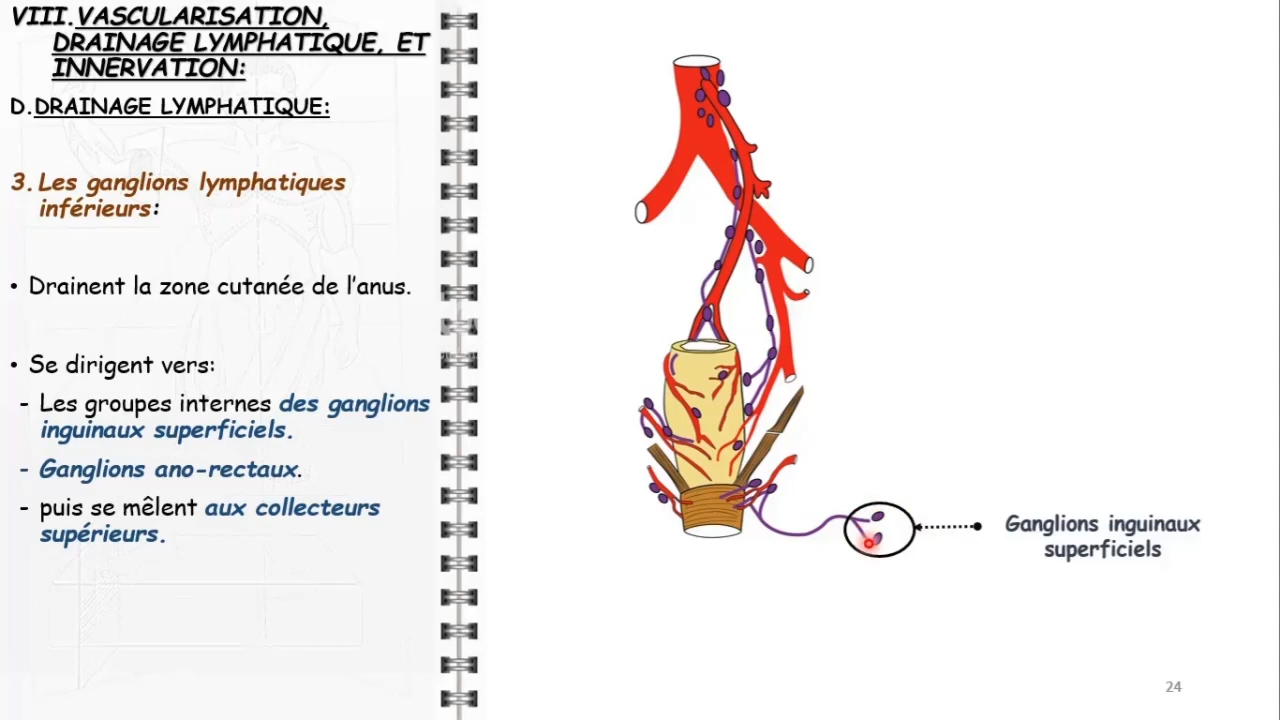 VIII. VASCULARISATION,
DRAINAGE LYMPHATIQUE, ET
INNERVATION:
D. DRAINAGE LYMPHATIQUE:
3. Les ganglions lymphatiques
inférieurs:
• Drainent la zone cutanée de l'anus.
• Se dirigent vers:
- Les groupes internes des ganglions
inguinaux superficiels.
- Ganglions ano-rectaux.
- puis se mêlent aux collecteurs
supérieurs.
Ganglions inguinaux
superficiels
24